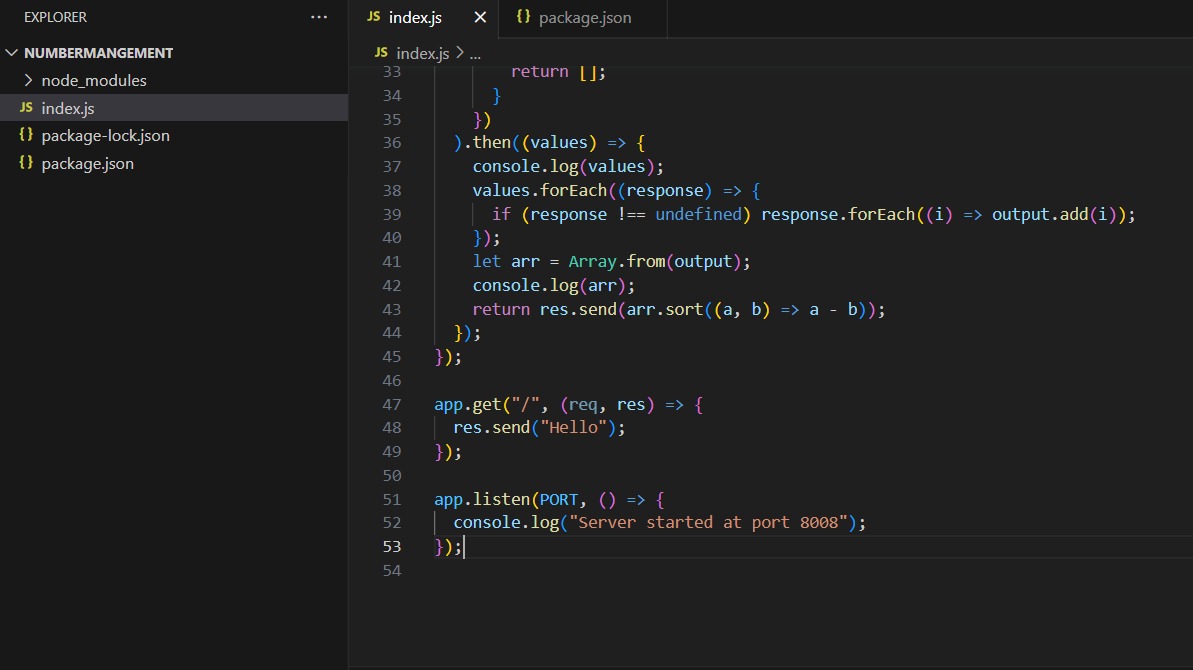 EXPLORER ...
NUMBERMANGEMENT
node_modules
JS index.js
{} package-lock.json
{} package.json
JS index.js × {} package.json
JS index.js > ...
33 return [];
34 }
35 })
36 ).then((values) => {
37 console.log(values);
38 values.forEach((response) => {
39 if (response !== undefined) response.forEach((i) => output.add(i));
40 });
41 let arr = Array.from(output);
42 console.log(arr);
43 return res.send(arr.sort((a, b) => a - b));
44 });
45 });
46
47 app.get("/", (req, res) => {
48 res.send("Hello");
49 });
50
51 app.listen(PORT, () => {
52 console.log("Server started at port 8008");
53 });
54